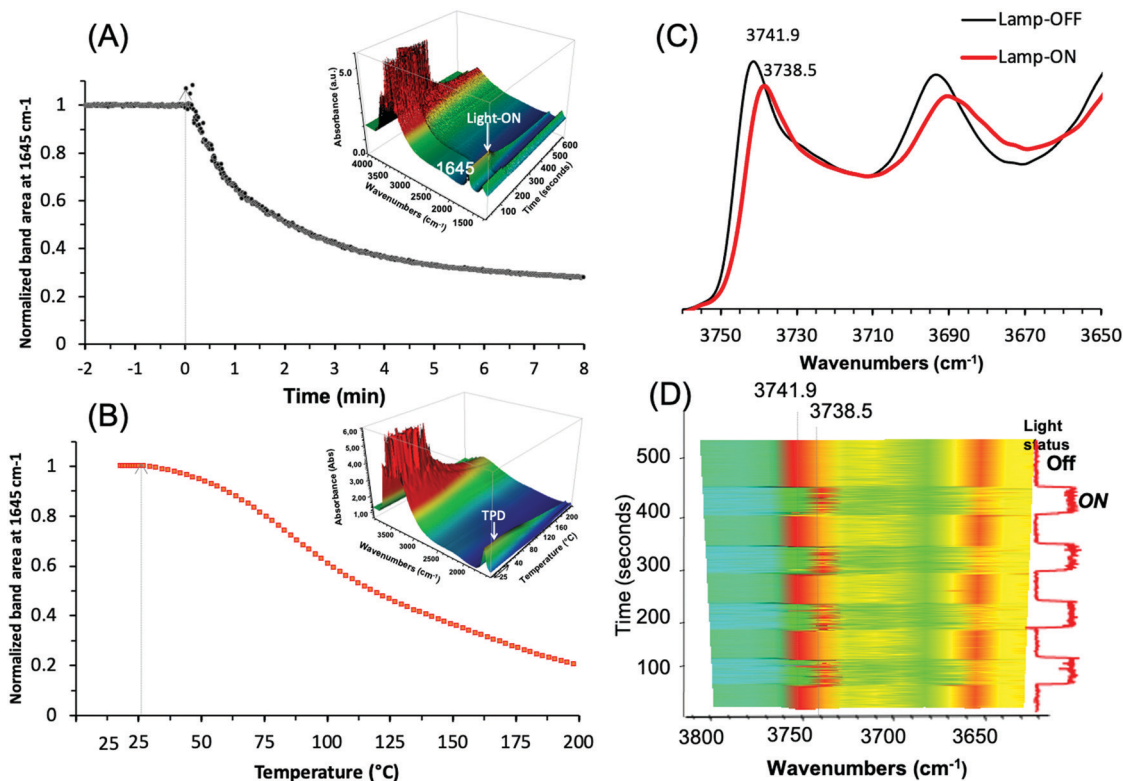 (A)
Normalized band area at 1645 cm-1
1
0.8
0.6
0.4
0.2
0
-2 -1 0 1 2 3 4 5 6 7 8
Time (min)
Absorbance (a.u.)
5.0
0.0
Light-ON
1645
4000 3500 3000 2500 2000 1500
Wavenumbers (cm⁻¹)
100 200 300 400 500 600
Time (seconds)
(B)
Normalized band area at 1645 cm-1
1
0.8
0.6
0.4
0.2
0
25 25 50 75 100 125 150 175 200
Temperature (°C)
Absorbance (Abs)
6,00
5,00
4,00
3,00
2,00
1,00
TPD
3500 3000 2500 2000
Wavenumbers (cm⁻¹)
25 40 80 120 160 200
Temperature (°C)
(C)
Lamp-OFF
Lamp-ON
3741.9
3738.5
3750 3730 3710 3690 3670 3650
Wavenumbers (cm⁻¹)
(D)
3741.9
3738.5
Light
status
Off
ON
Time (seconds)
500
400
300
200
100
3800 3750 3700 3650
Wavenumbers (cm⁻¹)